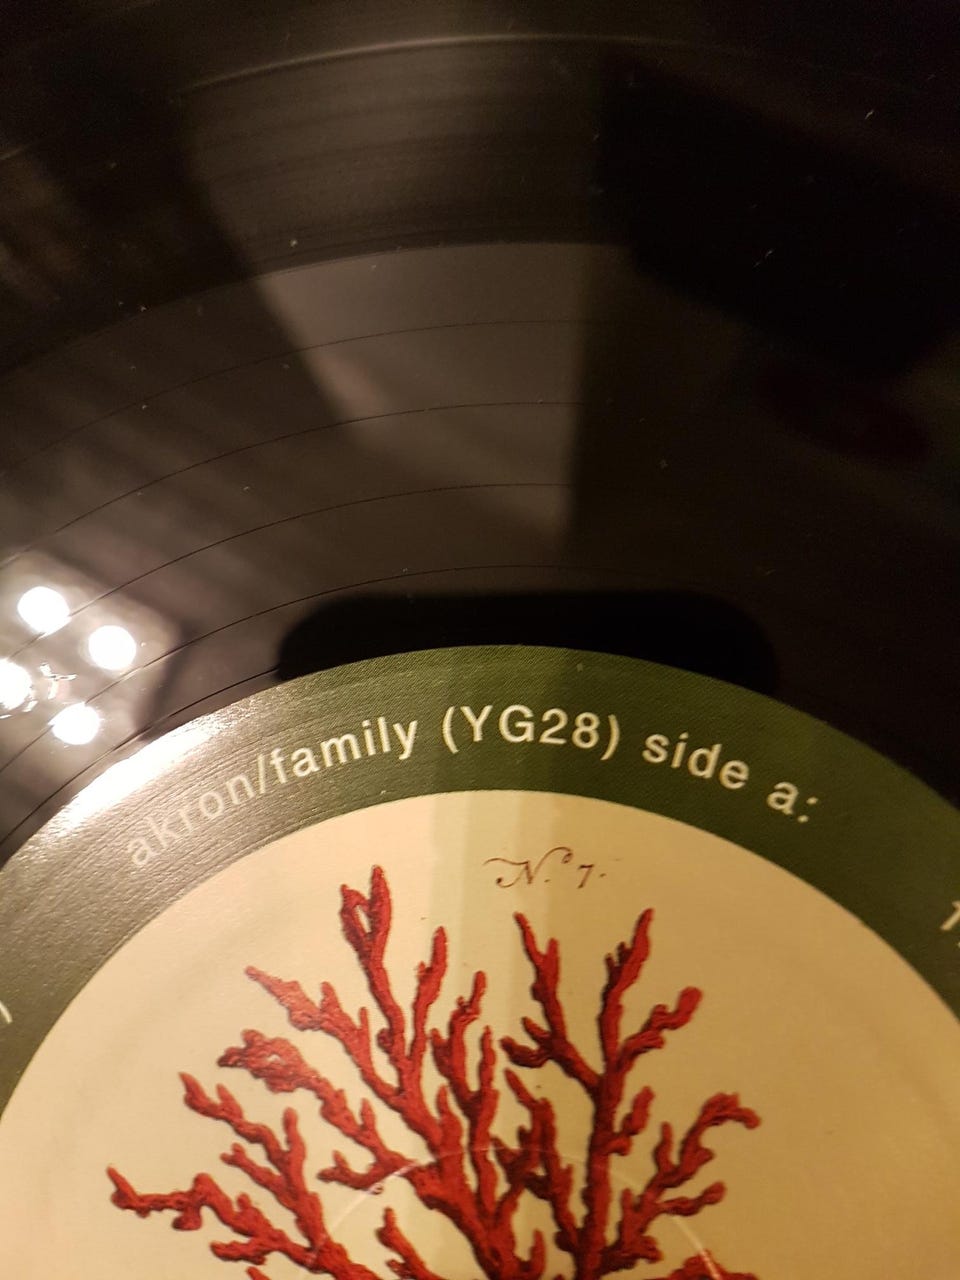 akron/family (YG28) side a:
N.º 7.